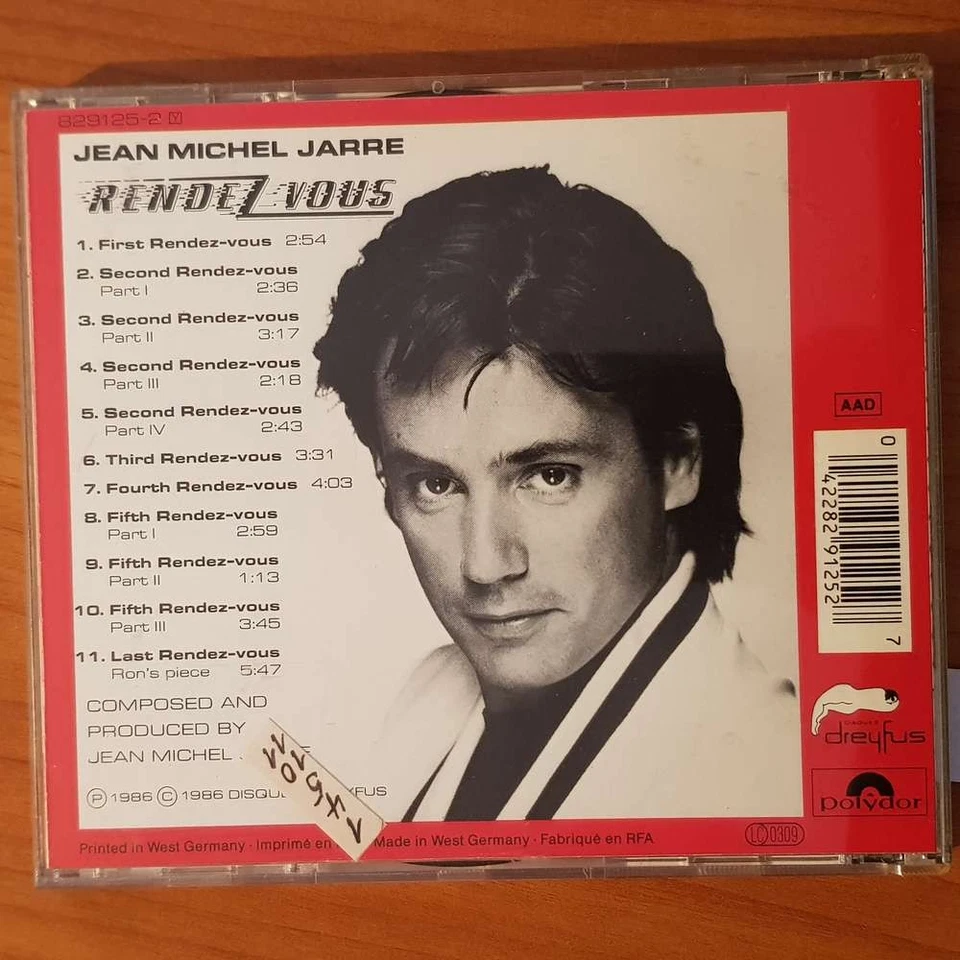 829125-2 Y
JEAN MICHEL JARRE
RENDEZ-VOUS
1. First Rendez-vous 2:54
2. Second Rendez-vous
Part I 2:36
3. Second Rendez-vous
Part II 3:17
4. Second Rendez-vous
Part III 2:18
5. Second Rendez-vous
Part IV 2:43
6. Third Rendez-vous 3:31
7. Fourth Rendez-vous 4:03
8. Fifth Rendez-vous
Part I 2:59
9. Fifth Rendez-vous
Part II 1:13
10. Fifth Rendez-vous
Part III 3:45
11. Last Rendez-vous
Ron's piece 5:47
COMPOSED AND
PRODUCED BY
JEAN MICHEL
Ⓟ 1986 Ⓒ 1986 DISQU
Printed in West Germany · Imprimé en Made in West Germany · Fabriqué en RFA
LC 0309
AAD
0 42282 91252 7
DISQUES
dreyfus
polydor